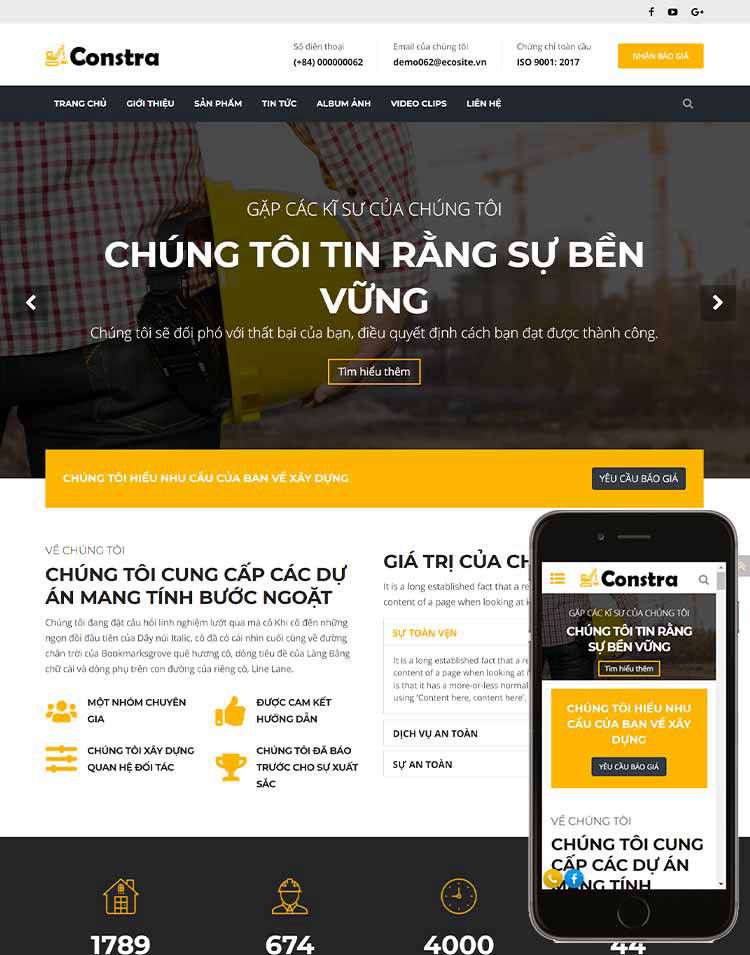 Constra
Số điện thoại
(+84) 000000062
Email của chúng tôi
demo062@ecosite.vn
Chứng chỉ toàn cầu
ISO 9001: 2017
NHẬN BÁO GIÁ
TRANG CHỦ GIỚI THIỆU SẢN PHẨM TIN TỨC ALBUM ẢNH VIDEO CLIPS LIÊN HỆ
GẶP CÁC KĨ SƯ CỦA CHÚNG TÔI
CHÚNG TÔI TIN RẰNG SỰ BỀN
VỮNG
Chúng tôi sẽ đối phó với thất bại của bạn, điều quyết định cách bạn đạt được thành công.
Tìm hiểu thêm
CHÚNG TÔI HIỂU NHU CẦU CỦA BẠN VỀ XÂY DỰNG
YÊU CẦU BÁO GIÁ
VỀ CHÚNG TÔI
CHÚNG TÔI CUNG CẤP CÁC DỰ
ÁN MANG TÍNH BƯỚC NGOẶT
Chúng tôi đang đặt câu hỏi linh nghiệm lướt qua má cô Khi cô đến những
ngọn đồi đầu tiên của Dãy núi Italic, cô đã có cái nhìn cuối cùng về đường
chân trời của Bookmarksgrove quê hương cô, dòng tiêu đề của Làng Bảng
chữ cái và dòng phụ trên con đường của riêng cô, Line Lane.
MỘT NHÓM CHUYÊN
GIA
ĐƯỢC CAM KẾT
HƯỚNG DẪN
CHÚNG TÔI XÂY DỰNG
QUAN HỆ ĐỐI TÁC
CHÚNG TÔI ĐÃ BÁO
TRƯỚC CHO SỰ XUẤT
SẮC
GIÁ TRỊ CỦA CH
It is a long established fact that a re
content of a page when looking at i
SỰ TOÀN VẸN
It is a long established fact that a re
content of a page when looking at i
is that it has a more-or-less normal
using 'Content here, content here',
DỊCH VỤ AN TOÀN
SỰ AN TOÀN
1789
674
4000
44
Constra
GẶP CÁC KĨ SƯ CỦA CHÚNG TÔI
CHÚNG TÔI TIN RẰNG
SỰ BỀN VỮNG
Tìm hiểu thêm
CHÚNG TÔI HIỂU NHU
CẦU CỦA BẠN VỀ XÂY
DỰNG
YÊU CẦU BÁO GIÁ
VỀ CHÚNG TÔI
CHÚNG TÔI CUNG
CẤP CÁC DỰ ÁN
MANG TÍNH